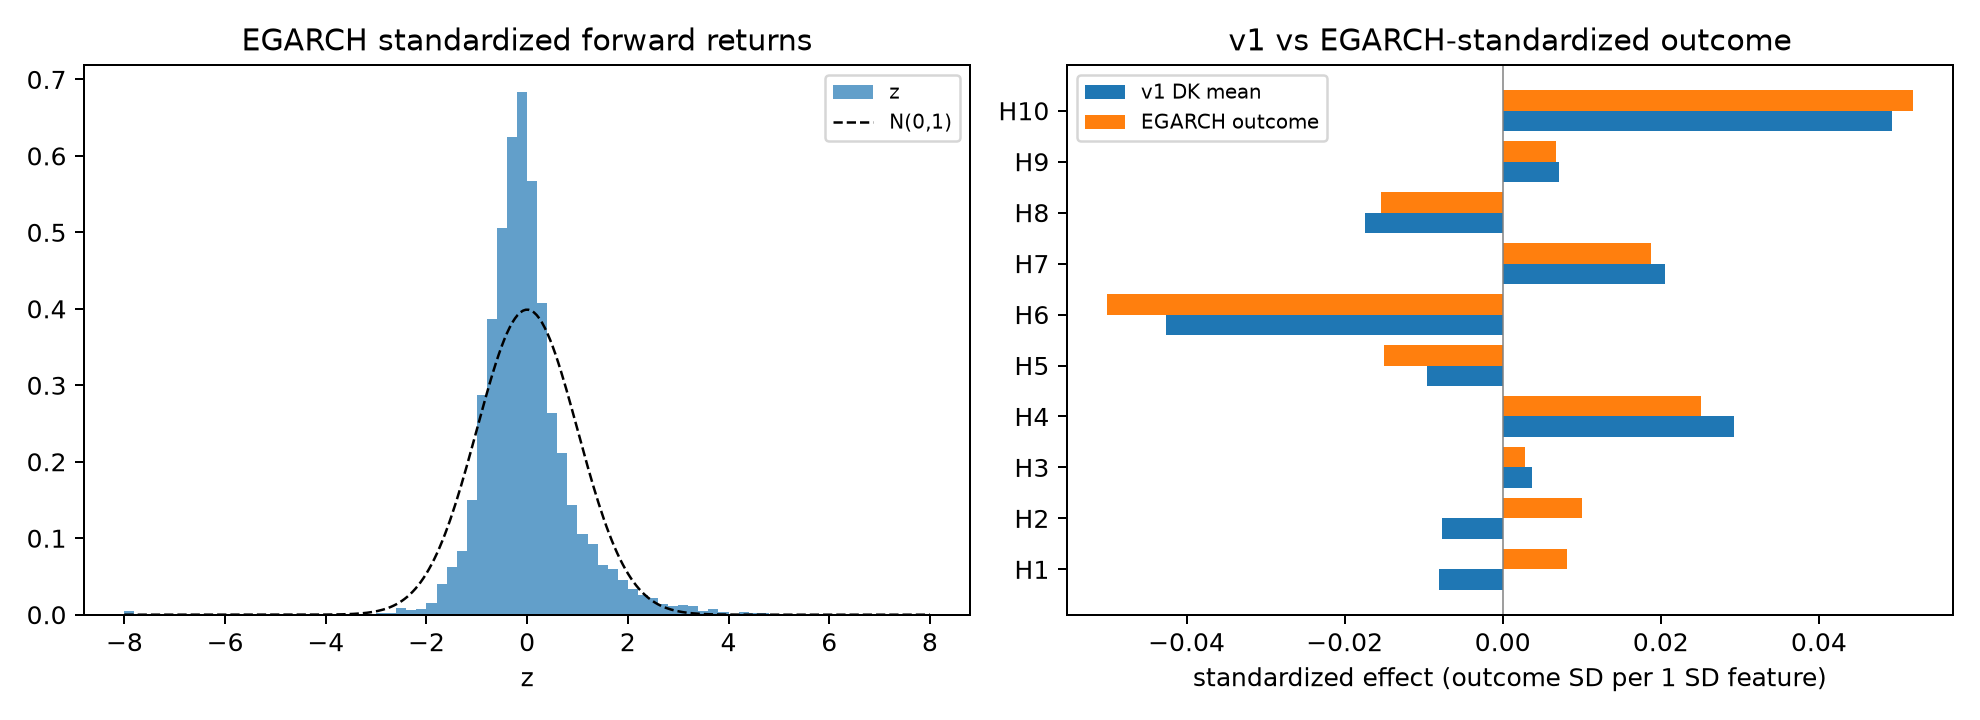 EGARCH standardized forward returns
z
N(0,1)
0.7
0.6
0.5
0.4
0.3
0.2
0.1
0.0
−8 −6 −4 −2 0 2 4 6 8
z
v1 vs EGARCH-standardized outcome
v1 DK mean
EGARCH outcome
H10
H9
H8
H7
H6
H5
H4
H3
H2
H1
−0.04 −0.02 0.00 0.02 0.04
standardized effect (outcome SD per 1 SD feature)